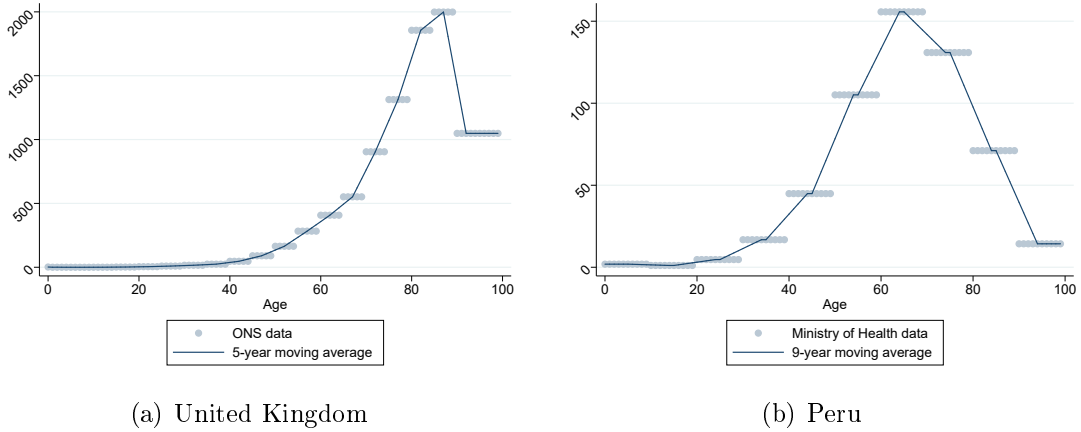 2000
1500
1000
500
0
0 20 40 60 80 100
Age
ONS data
5-year moving average
(a) United Kingdom
150
100
50
0
0 20 40 60 80 100
Age
Ministry of Health data
9-year moving average
(b) Peru